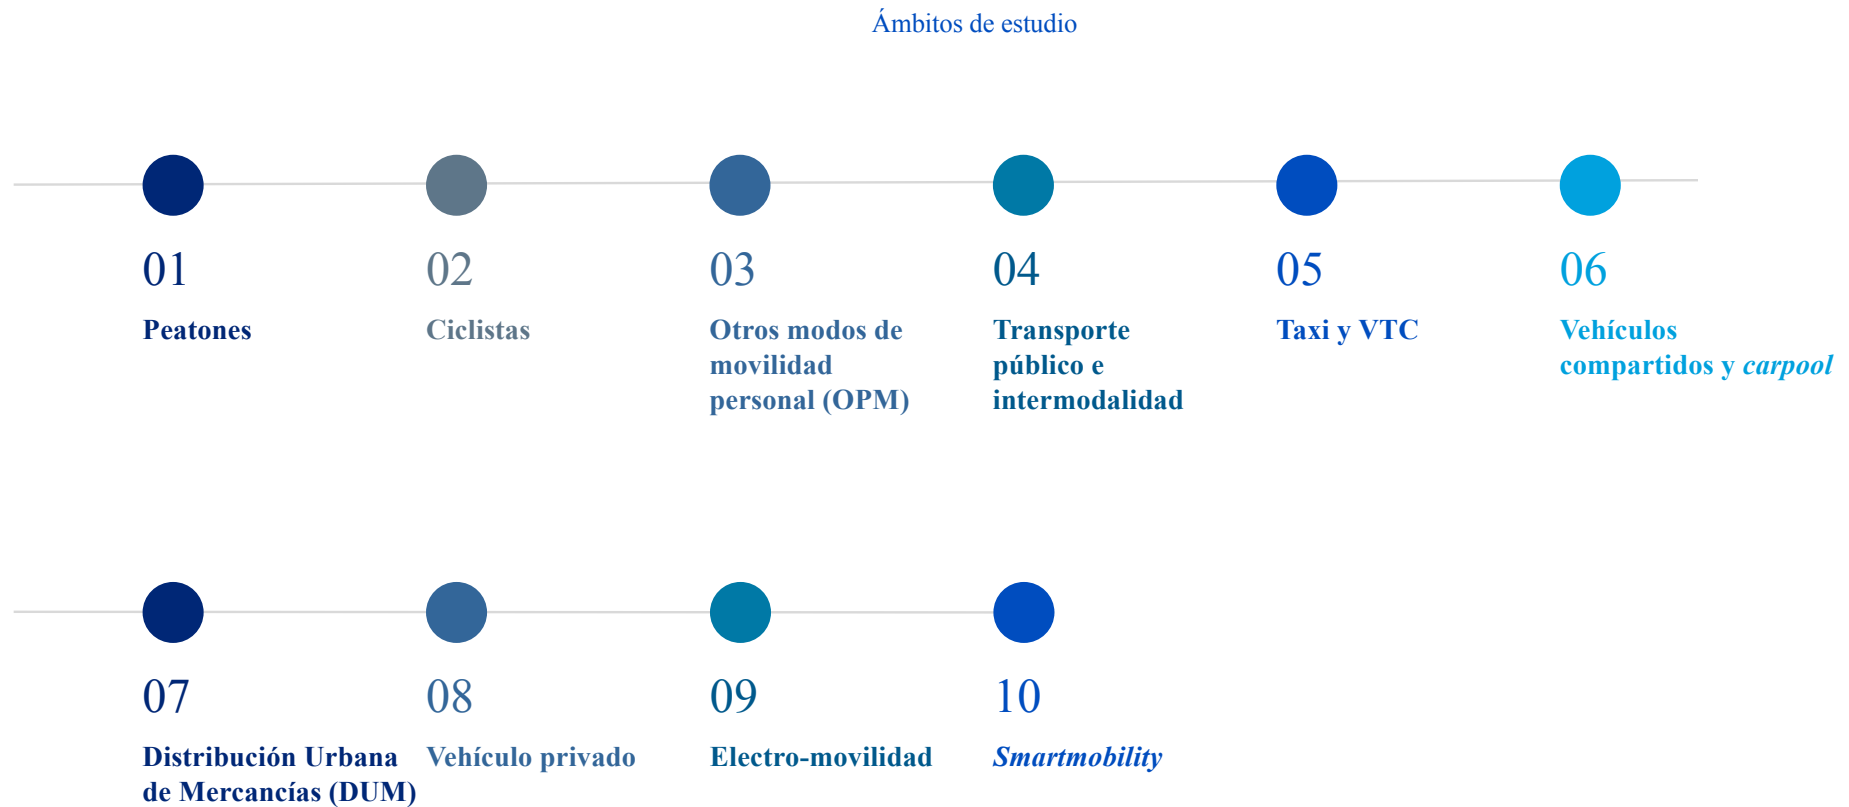 Ámbitos de estudio
01
Peatones
02
Ciclistas
03
Otros modos de
movilidad
personal (OPM)
04
Transporte
público e
intermodalidad
05
Taxi y VTC
06
Vehículos
compartidos y carpool
07
Distribución Urbana
de Mercancías (DUM)
08
Vehículo privado
09
Electro-movilidad
10
Smartmobility